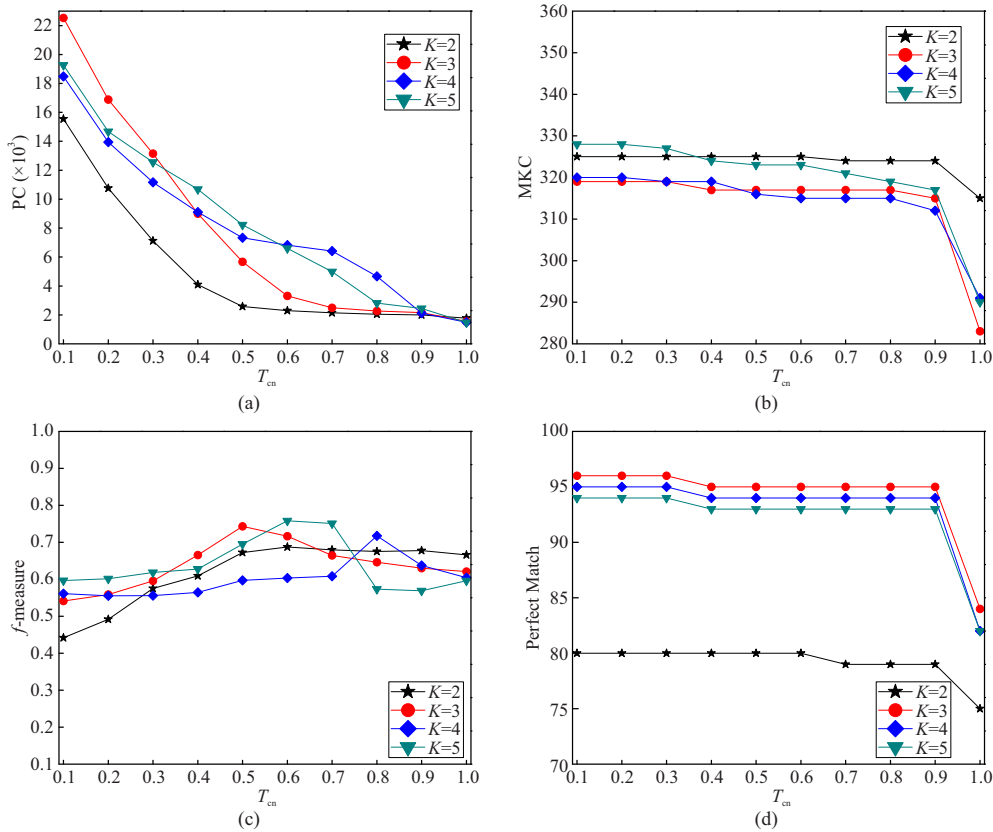 22
20
18
16
14
12
10
8
6
4
2
0
PC (×10³)
K=2
K=3
K=4
K=5
0.1 0.2 0.3 0.4 0.5 0.6 0.7 0.8 0.9 1.0
T_cn
(a)
360
350
340
330
320
310
300
290
280
MKC
K=2
K=3
K=4
K=5
0.1 0.2 0.3 0.4 0.5 0.6 0.7 0.8 0.9 1.0
T_cn
(b)
1.0
0.9
0.8
0.7
0.6
0.5
0.4
0.3
0.2
0.1
f-measure
K=2
K=3
K=4
K=5
0.1 0.2 0.3 0.4 0.5 0.6 0.7 0.8 0.9 1.0
T_cn
(c)
100
95
90
85
80
75
70
Perfect Match
K=2
K=3
K=4
K=5
0.1 0.2 0.3 0.4 0.5 0.6 0.7 0.8 0.9 1.0
T_cn
(d)